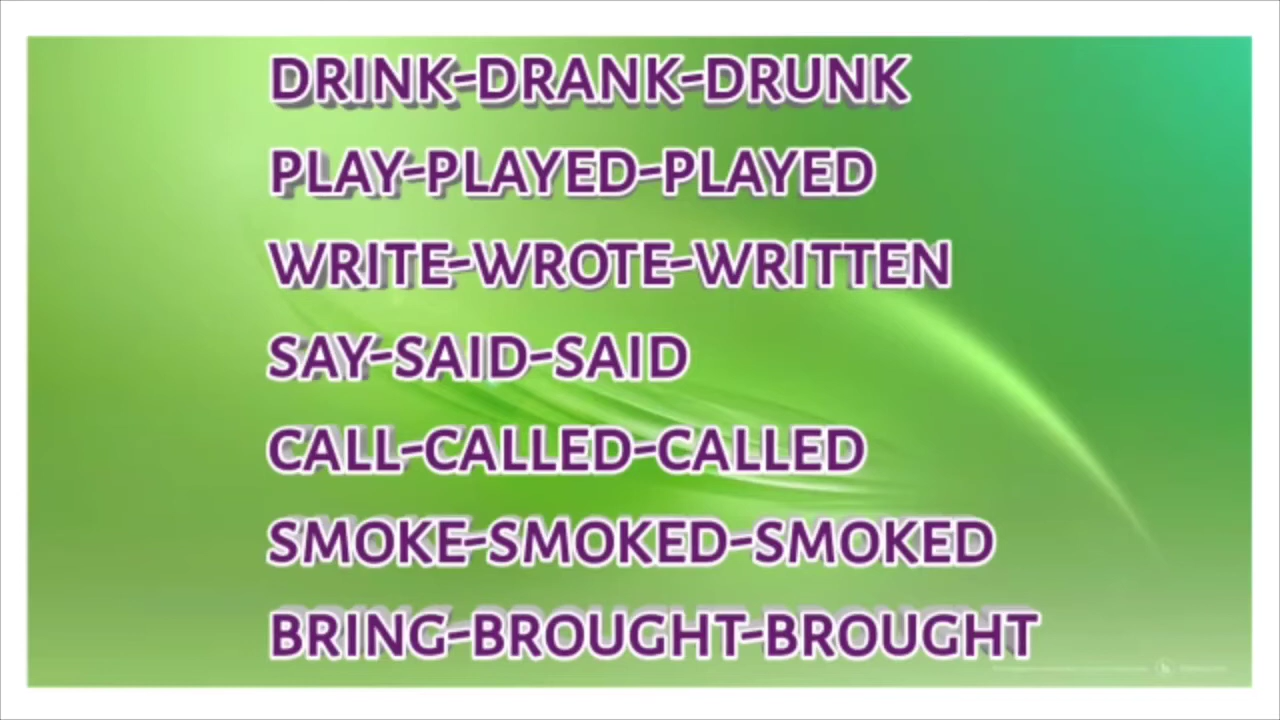 DRINK-DRANK-DRUNK
PLAY-PLAYED-PLAYED
WRITE-WROTE-WRITTEN
SAY-SAID-SAID
CALL-CALLED-CALLED
SMOKE-SMOKED-SMOKED
BRING-BROUGHT-BROUGHT